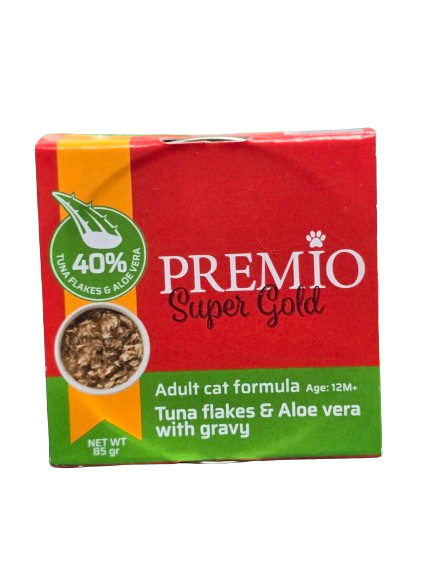 40%
TUNA FLAKES & ALOE VERA
PREMIO
Super Gold
Adult cat formula Age: 12M+
Tuna flakes & Aloe vera
with gravy
NET WT
85 gr